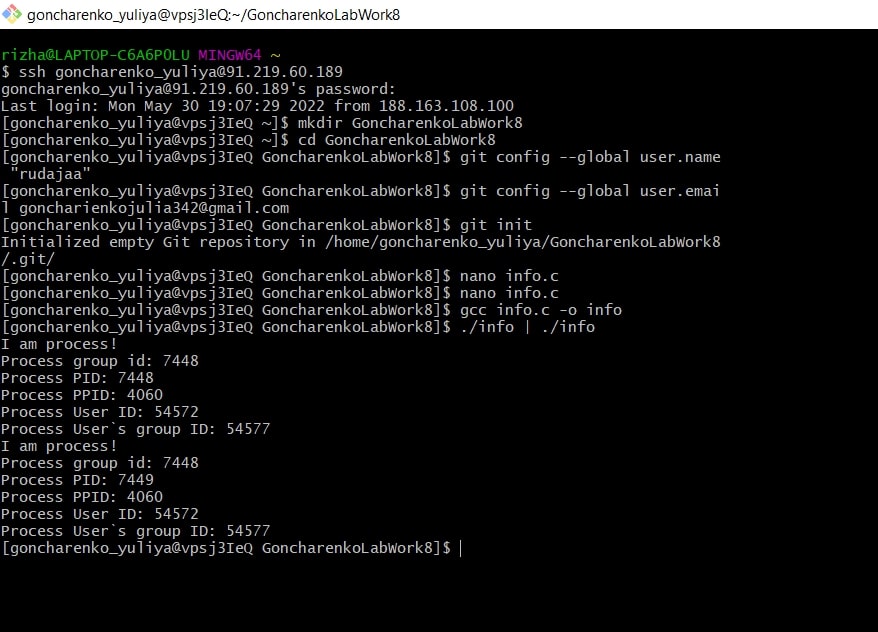 goncharenko_yuliya@vpsj3IeQ:~/GoncharenkoLabWork8
rizha@LAPTOP-C6A6P0LU MINGW64 ~
$ ssh goncharenko_yuliya@91.219.60.189
goncharenko_yuliya@91.219.60.189's password:
Last login: Mon May 30 19:07:29 2022 from 188.163.108.100
[goncharenko_yuliya@vpsj3IeQ ~]$ mkdir GoncharenkoLabWork8
[goncharenko_yuliya@vpsj3IeQ ~]$ cd GoncharenkoLabWork8
[goncharenko_yuliya@vpsj3IeQ GoncharenkoLabWork8]$ git config --global user.name
 "rudajaa"
[goncharenko_yuliya@vpsj3IeQ GoncharenkoLabWork8]$ git config --global user.emai
l goncharienkojulia342@gmail.com
[goncharenko_yuliya@vpsj3IeQ GoncharenkoLabWork8]$ git init
Initialized empty Git repository in /home/goncharenko_yuliya/GoncharenkoLabWork8
/.git/
[goncharenko_yuliya@vpsj3IeQ GoncharenkoLabWork8]$ nano info.c
[goncharenko_yuliya@vpsj3IeQ GoncharenkoLabWork8]$ nano info.c
[goncharenko_yuliya@vpsj3IeQ GoncharenkoLabWork8]$ gcc info.c -o info
[goncharenko_yuliya@vpsj3IeQ GoncharenkoLabWork8]$ ./info | ./info
I am process!
Process group id: 7448
Process PID: 7448
Process PPID: 4060
Process User ID: 54572
Process User`s group ID: 54577
I am process!
Process group id: 7448
Process PID: 7449
Process PPID: 4060
Process User ID: 54572
Process User`s group ID: 54577
[goncharenko_yuliya@vpsj3IeQ GoncharenkoLabWork8]$